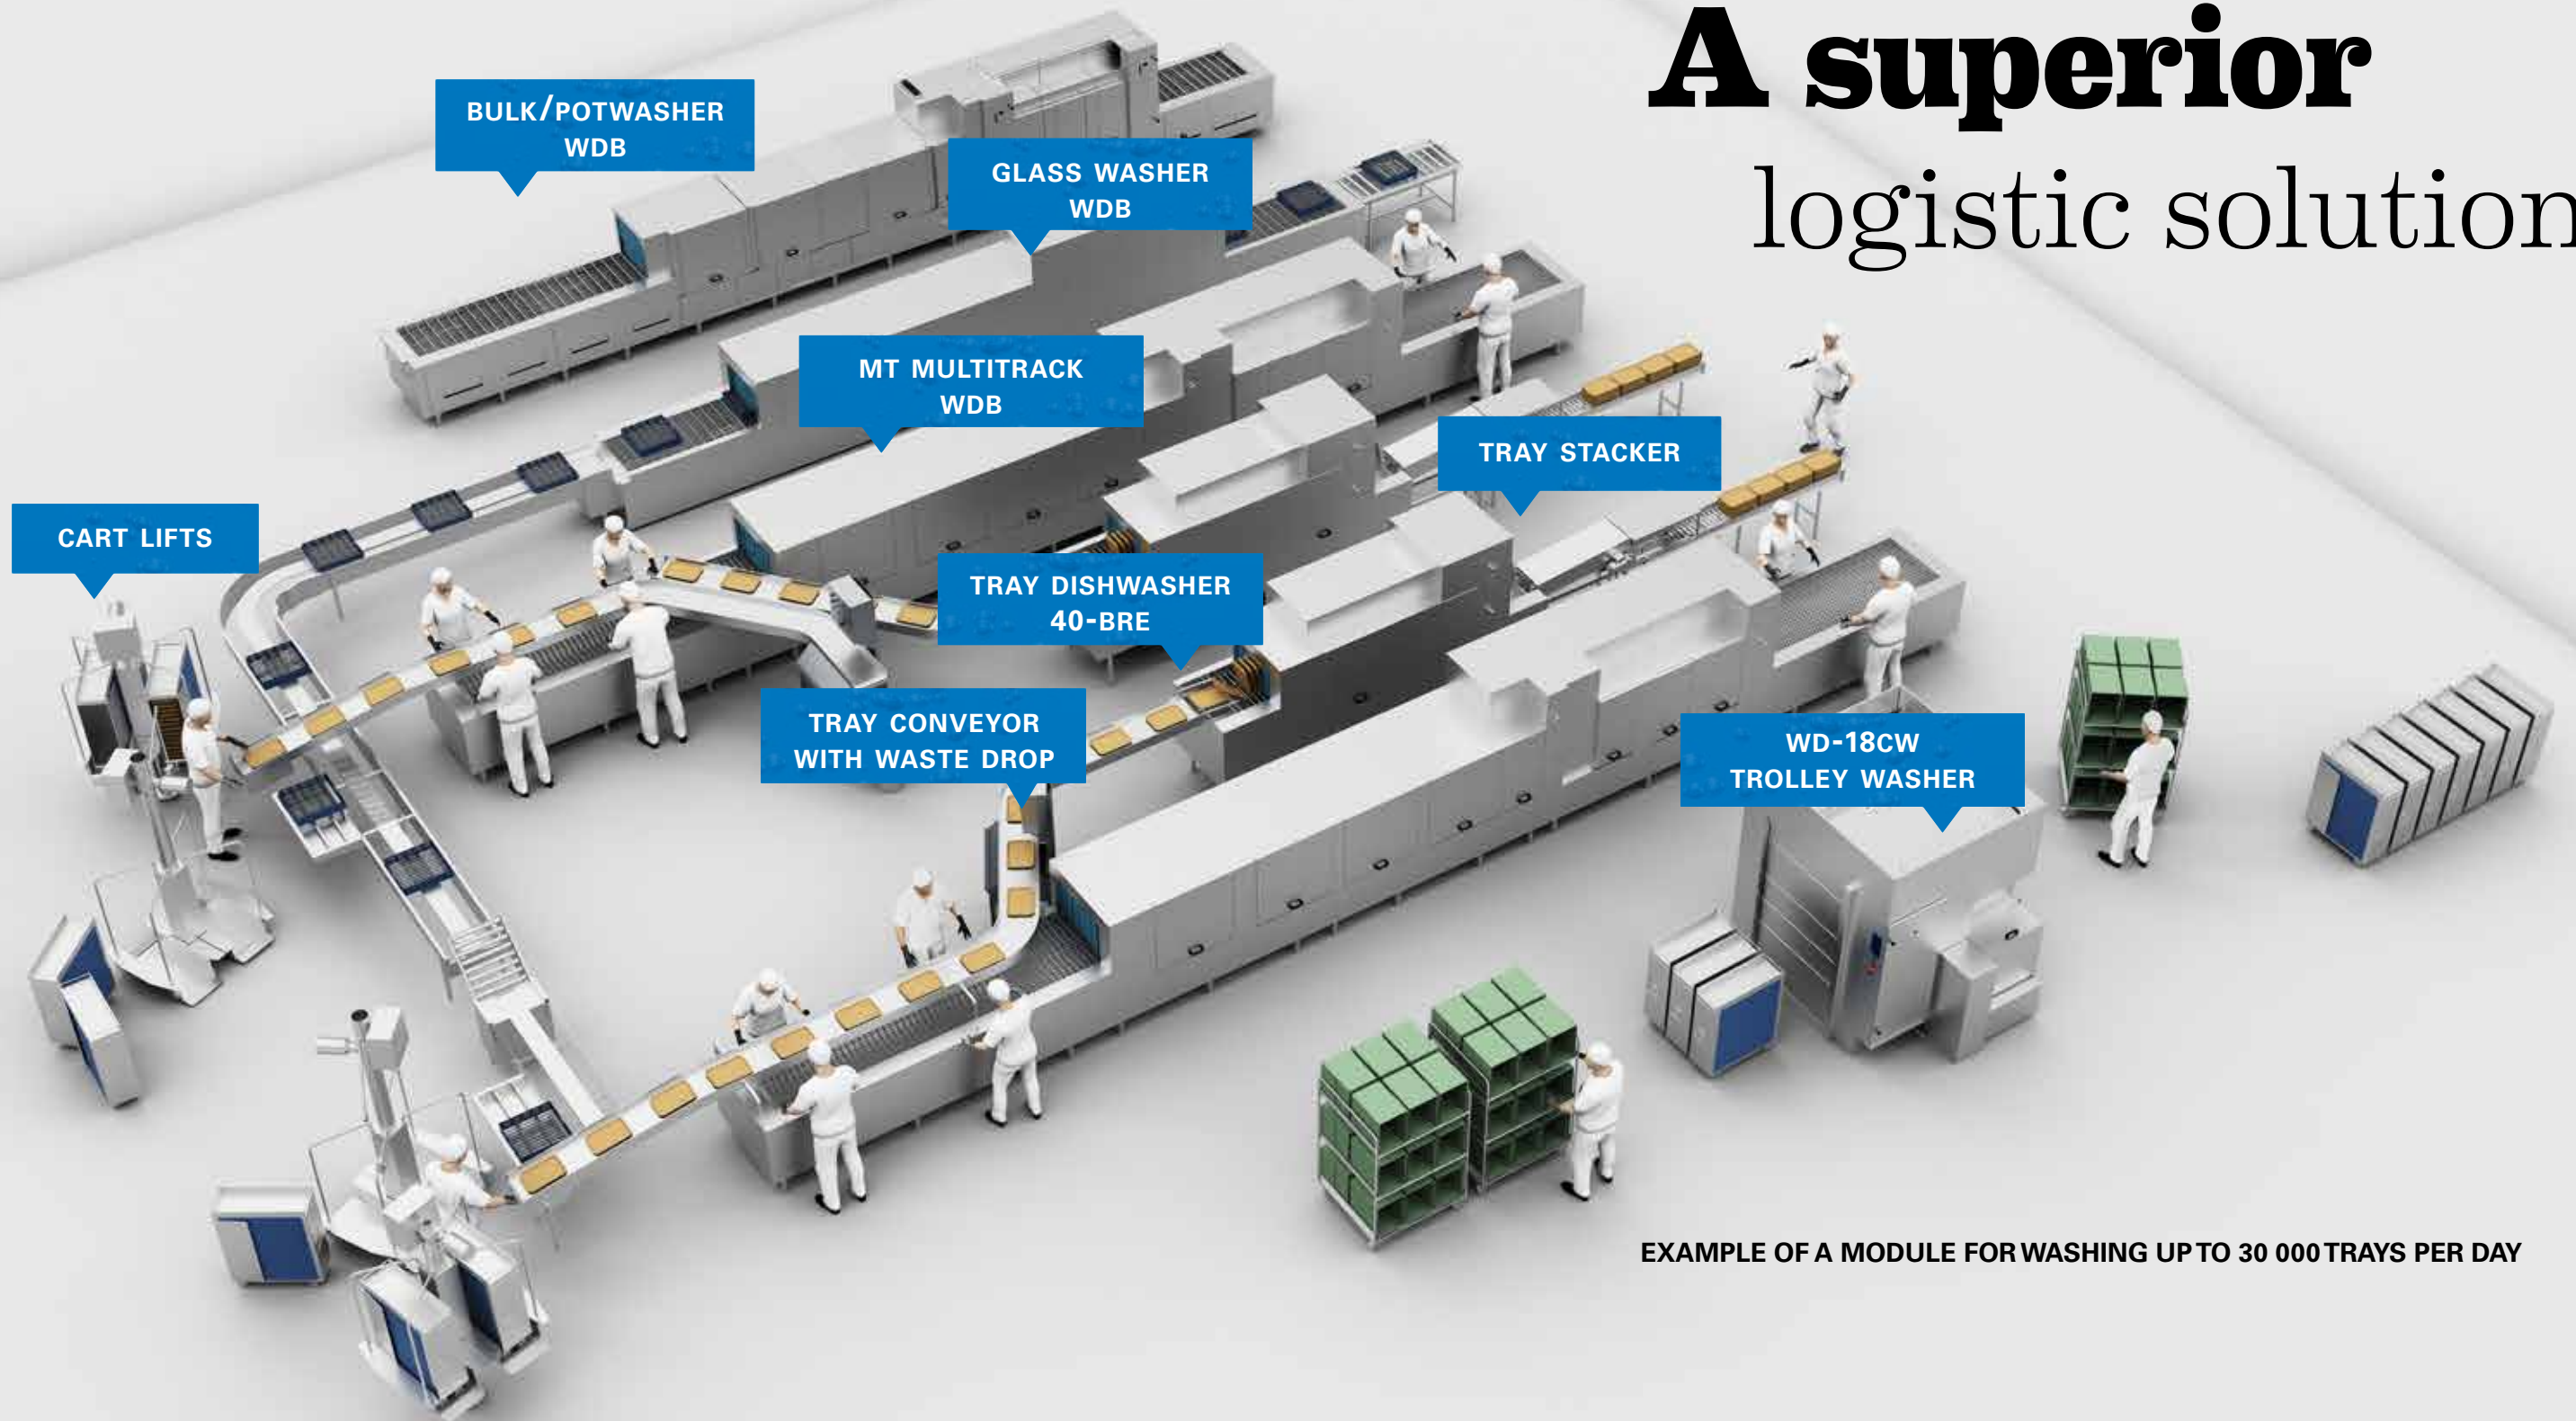 A superior
logistic solution
BULK/POTWASHER
WDB
GLASS WASHER
WDB
MT MULTITRACK
WDB
TRAY STACKER
CART LIFTS
TRAY DISHWASHER
40-BRE
TRAY CONVEYOR
WITH WASTE DROP
WD-18CW
TROLLEY WASHER
EXAMPLE OF A MODULE FOR WASHING UP TO 30 000 TRAYS PER DAY